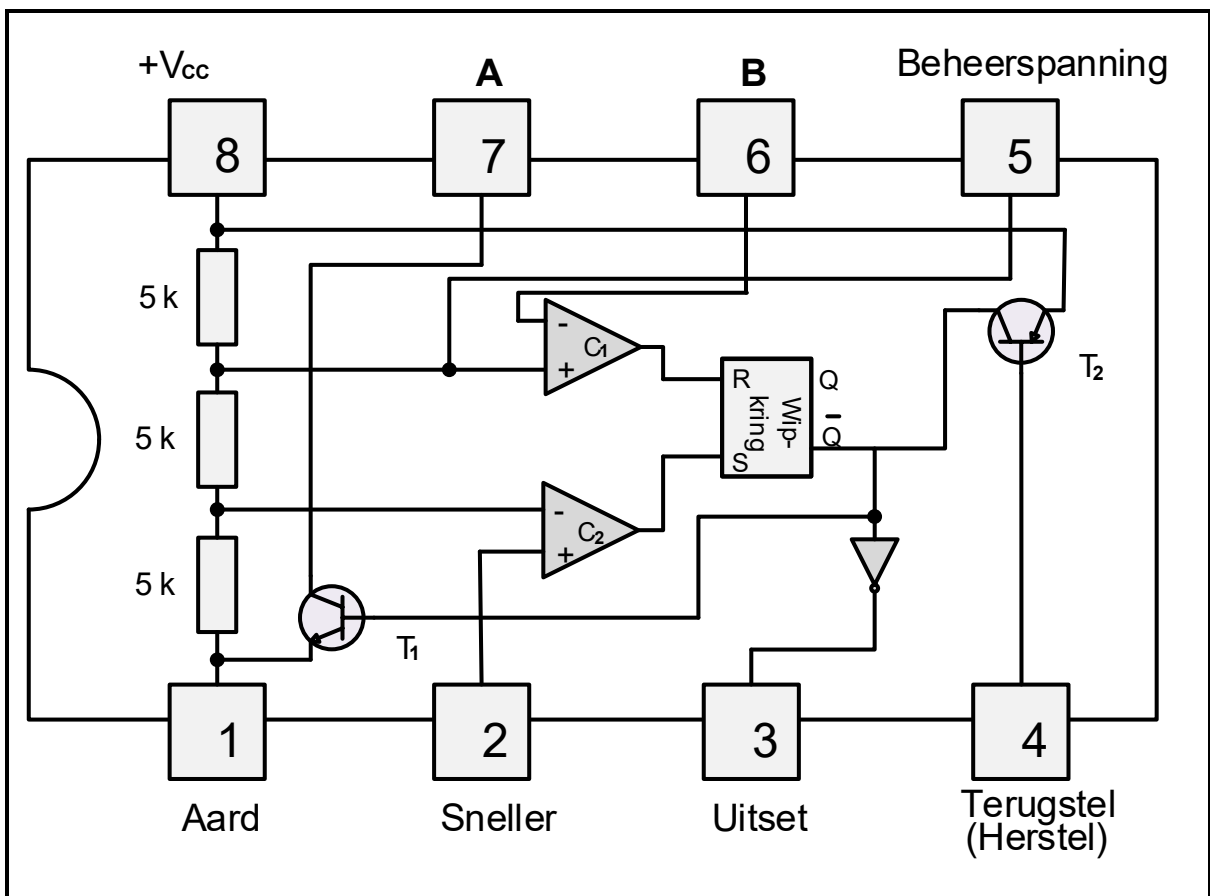 +Vcc
A
B
Beheerspanning
8
7
6
5
5 k
-
C1
+
T2
R
Q
Wip-
kring
5 k
Q
S
-
C2
+
5 k
T1
1
2
3
4
Aard
Sneller
Uitset
Terugstel
(Herstel)